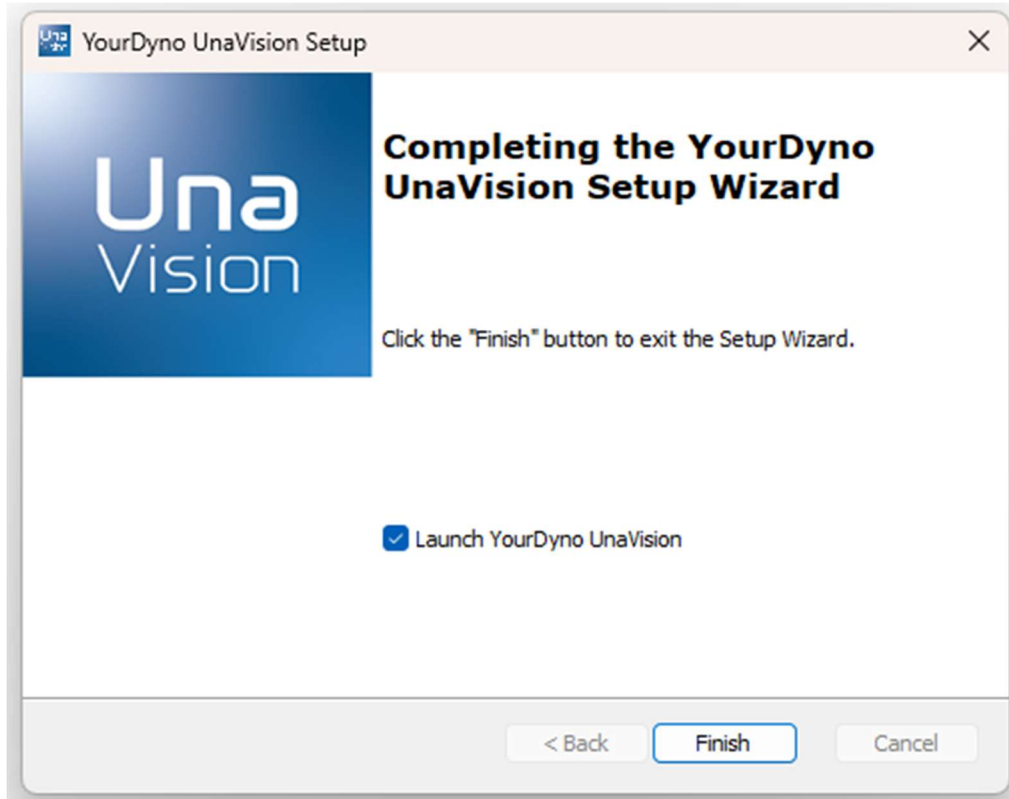 YourDyno UnaVision Setup
Una
Vision
Completing the YourDyno
UnaVision Setup Wizard
Click the "Finish" button to exit the Setup Wizard.
Launch YourDyno UnaVision
< Back
Finish
Cancel